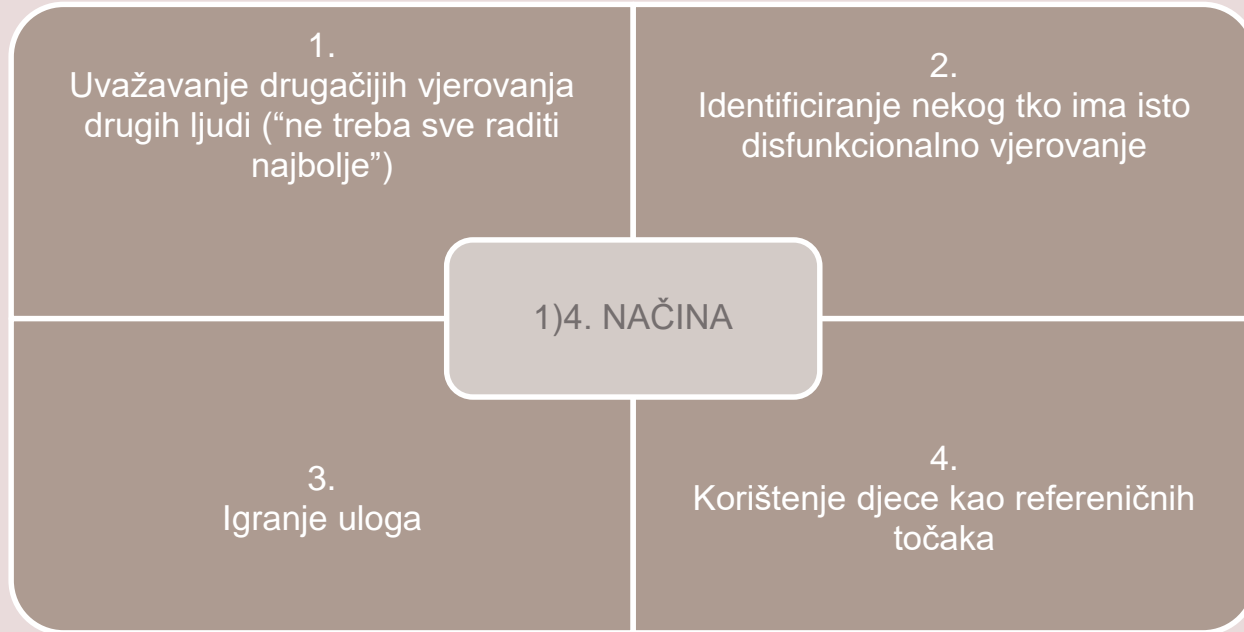 1.
Uvažavanje drugačijih vjerovanja
drugih ljudi (“ne treba sve raditi
najbolje”)
2.
Identificiranje nekog tko ima isto
disfunkcionalno vjerovanje
1)4. NAČINA
3.
Igranje uloga
4.
Korištenje djece kao refereničnih
točaka